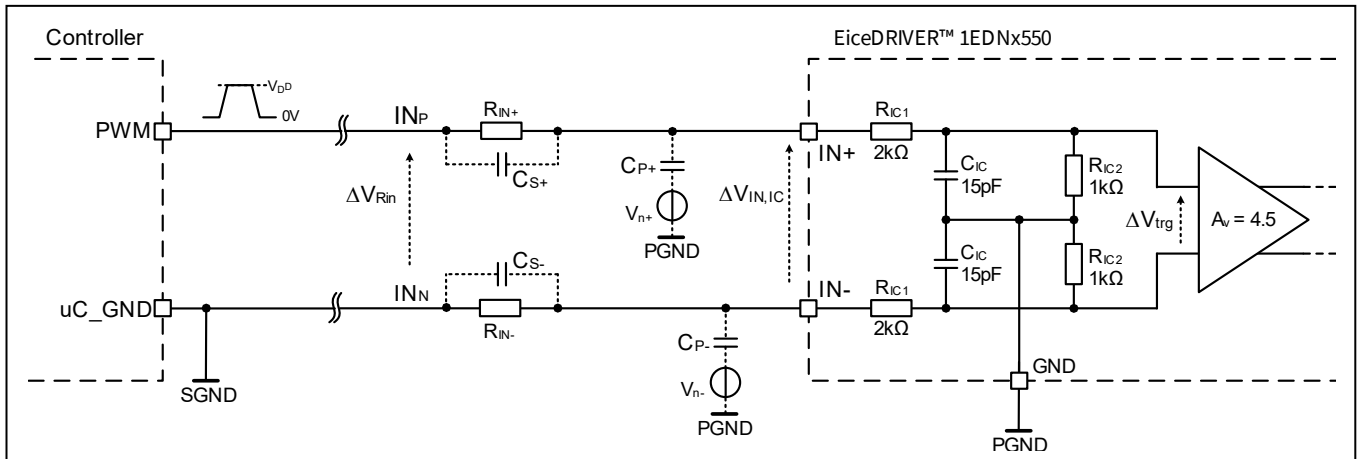 Controller
EiceDRIVER™ 1EDNx550
VDD
0V
PWM
INP
RIN+
CS+
CP+
Vn+
PGND
IN+
RIC1
2kΩ
CIC
15pF
RIC2
1kΩ
ΔVRin
ΔVIN,IC
ΔVtrg
Av = 4.5
CIC
15pF
RIC2
1kΩ
uC_GND
INN
CS-
RIN-
IN-
RIC1
2kΩ
SGND
CP-
Vn-
PGND
GND
PGND